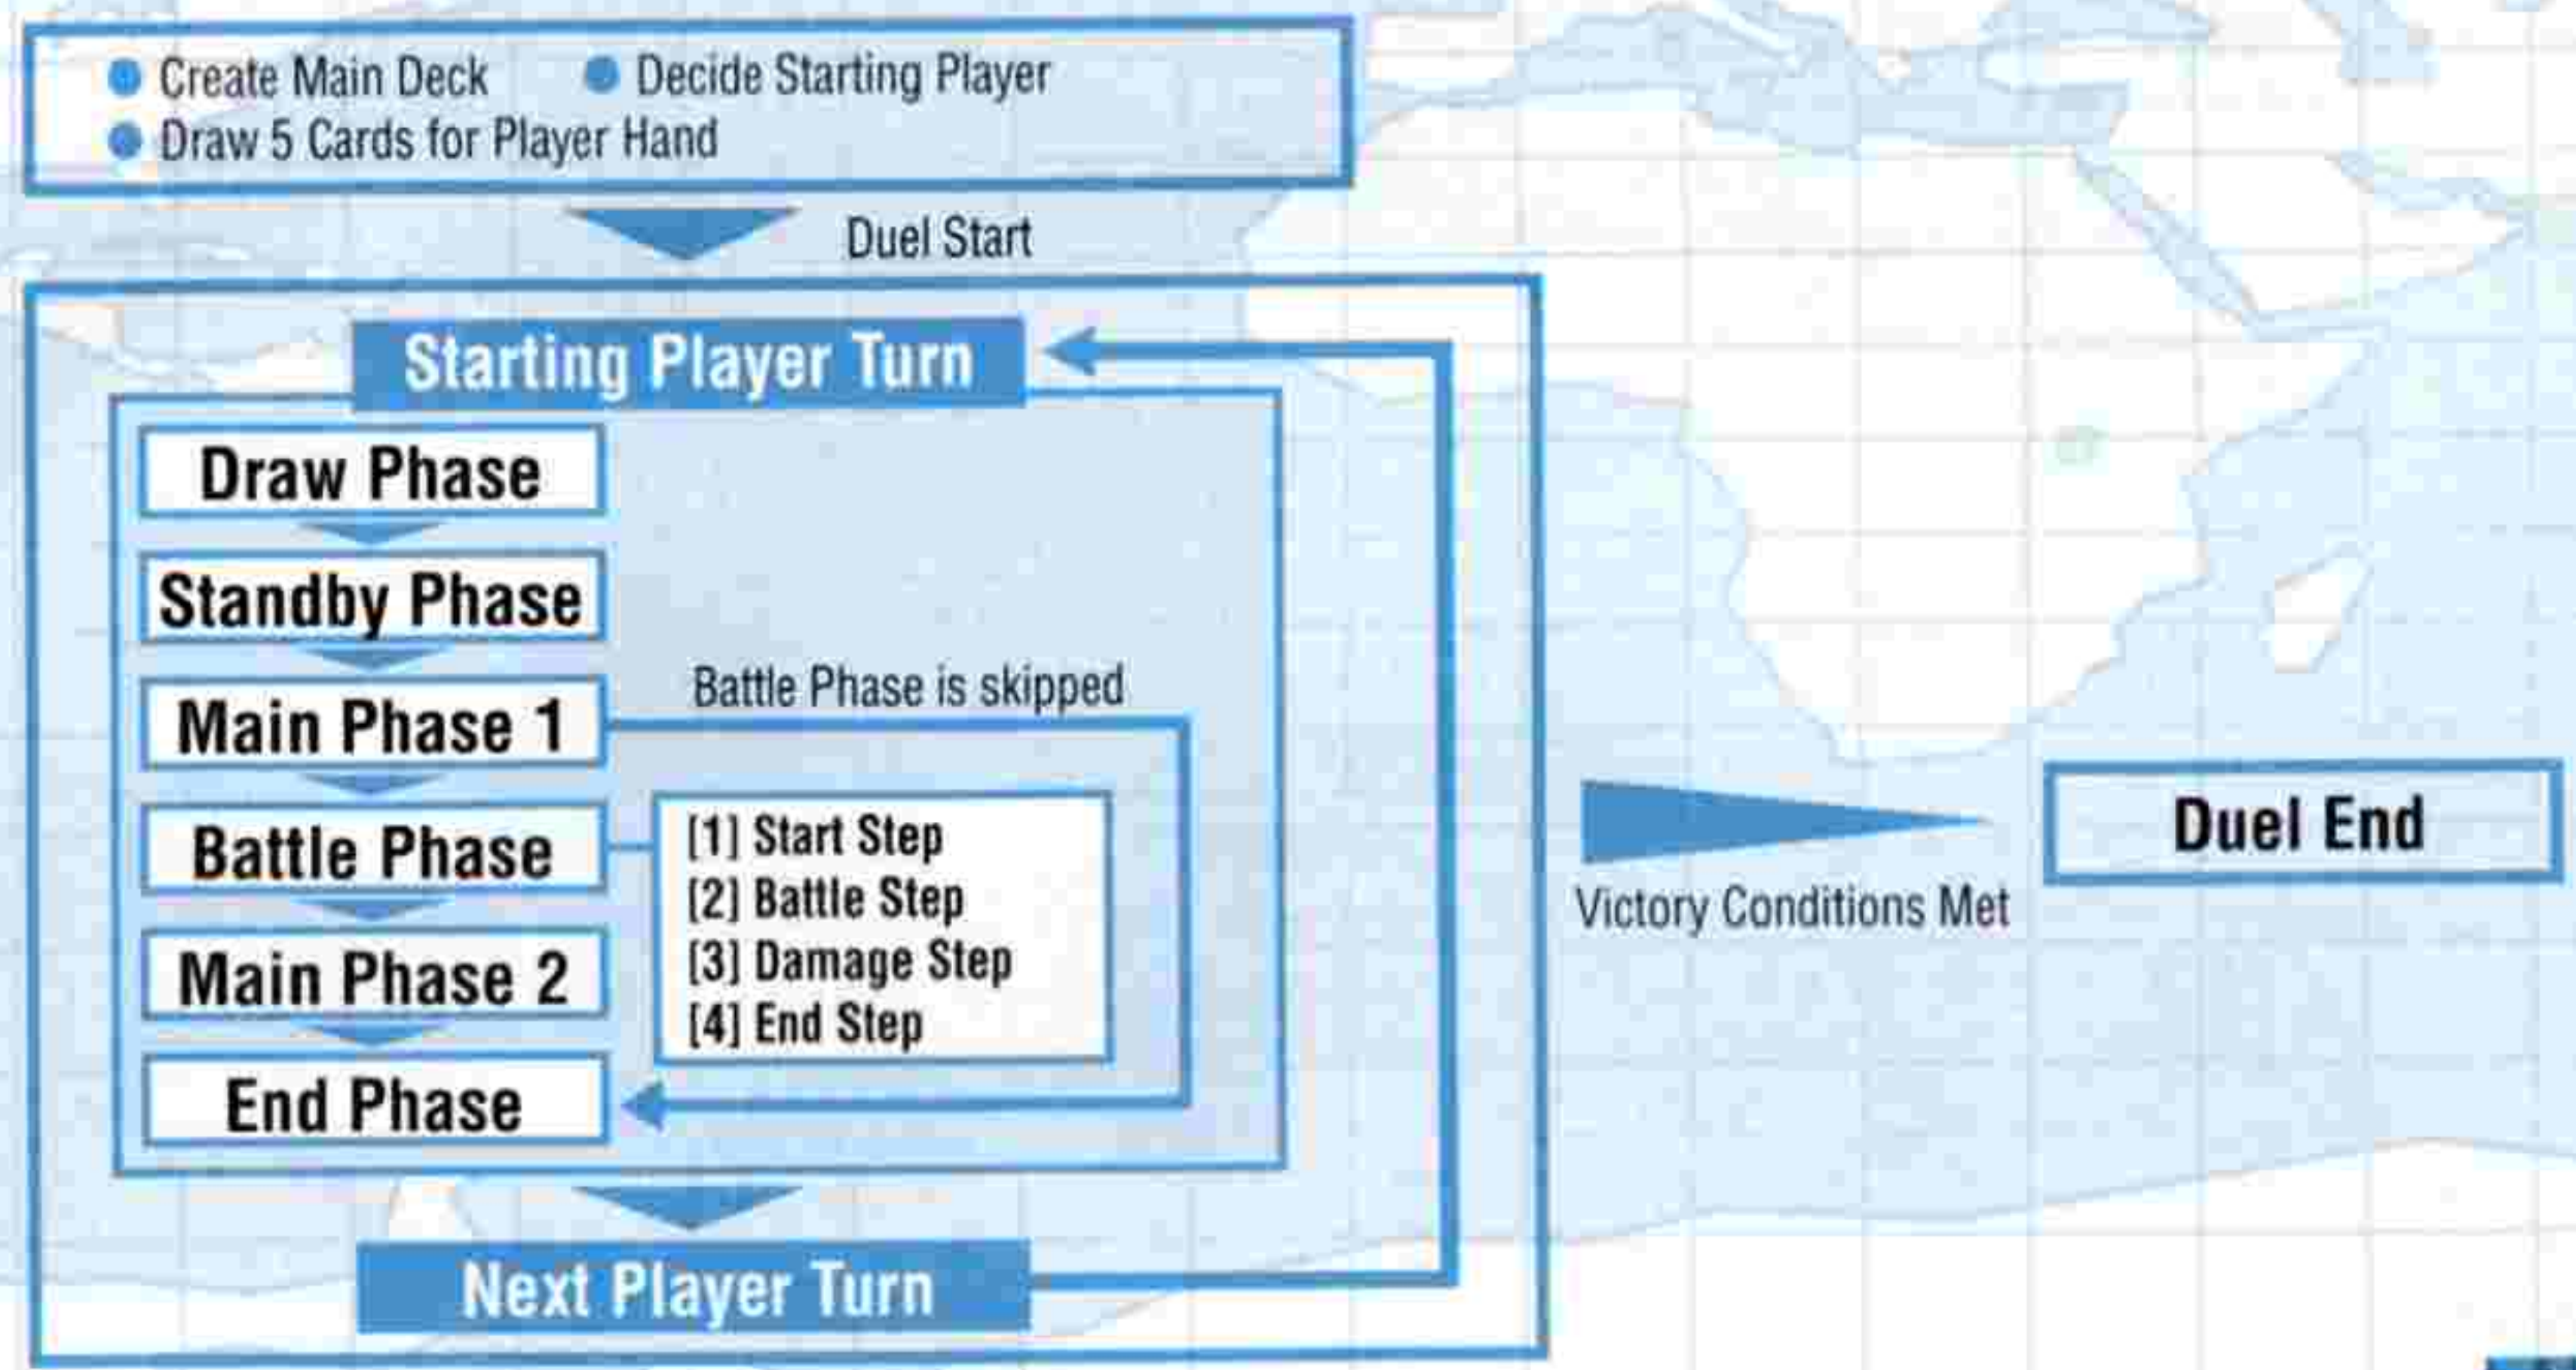 Create Main Deck
Decide Starting Player
Draw 5 Cards for Player Hand
Duel Start
Starting Player Turn
Draw Phase
Standby Phase
Main Phase 1
Battle Phase is skipped
Battle Phase
[1] Start Step
[2] Battle Step
[3] Damage Step
[4] End Step
Main Phase 2
End Phase
Next Player Turn
Victory Conditions Met
Duel End